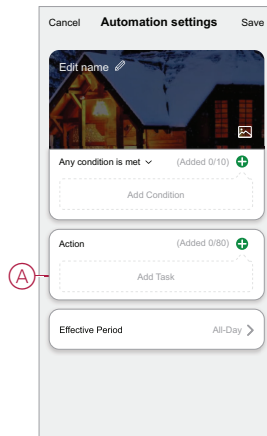 Cancel Automation settings Save
Edit name
Any condition is met (Added 0/10)
Add Condition
Action (Added 0/80)
Add Task
A
Effective Period All-Day